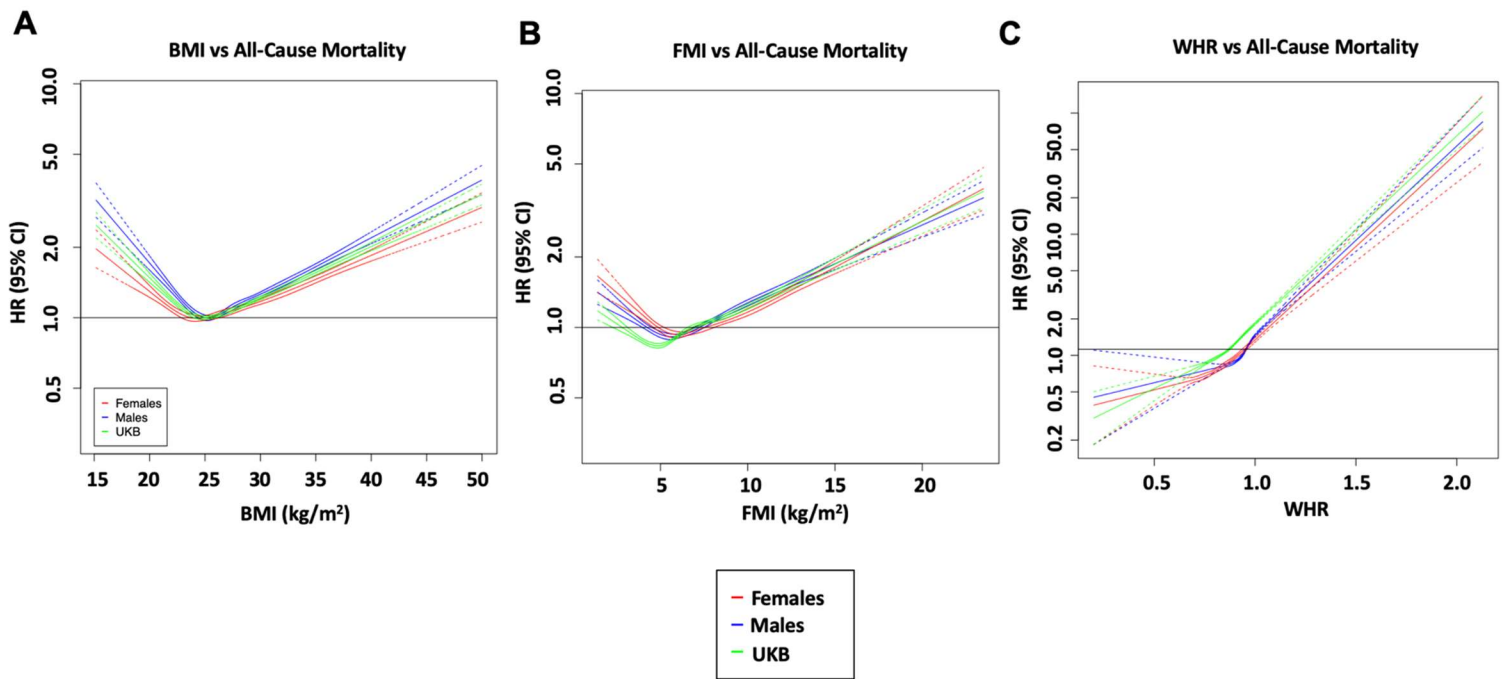 A
BMI vs All-Cause Mortality
HR (95% CI)
10.0
5.0
2.0
1.0
0.5
Females
Males
UKB
15 20 25 30 35 40 45 50
BMI (kg/m²)
B
FMI vs All-Cause Mortality
HR (95% CI)
10.0
5.0
2.0
1.0
0.5
5 10 15 20
FMI (kg/m²)
C
WHR vs All-Cause Mortality
HR (95% CI)
50.0
20.0
10.0
5.0
2.0
1.0
0.5
0.2
0.5 1.0 1.5 2.0
WHR
Females
Males
UKB